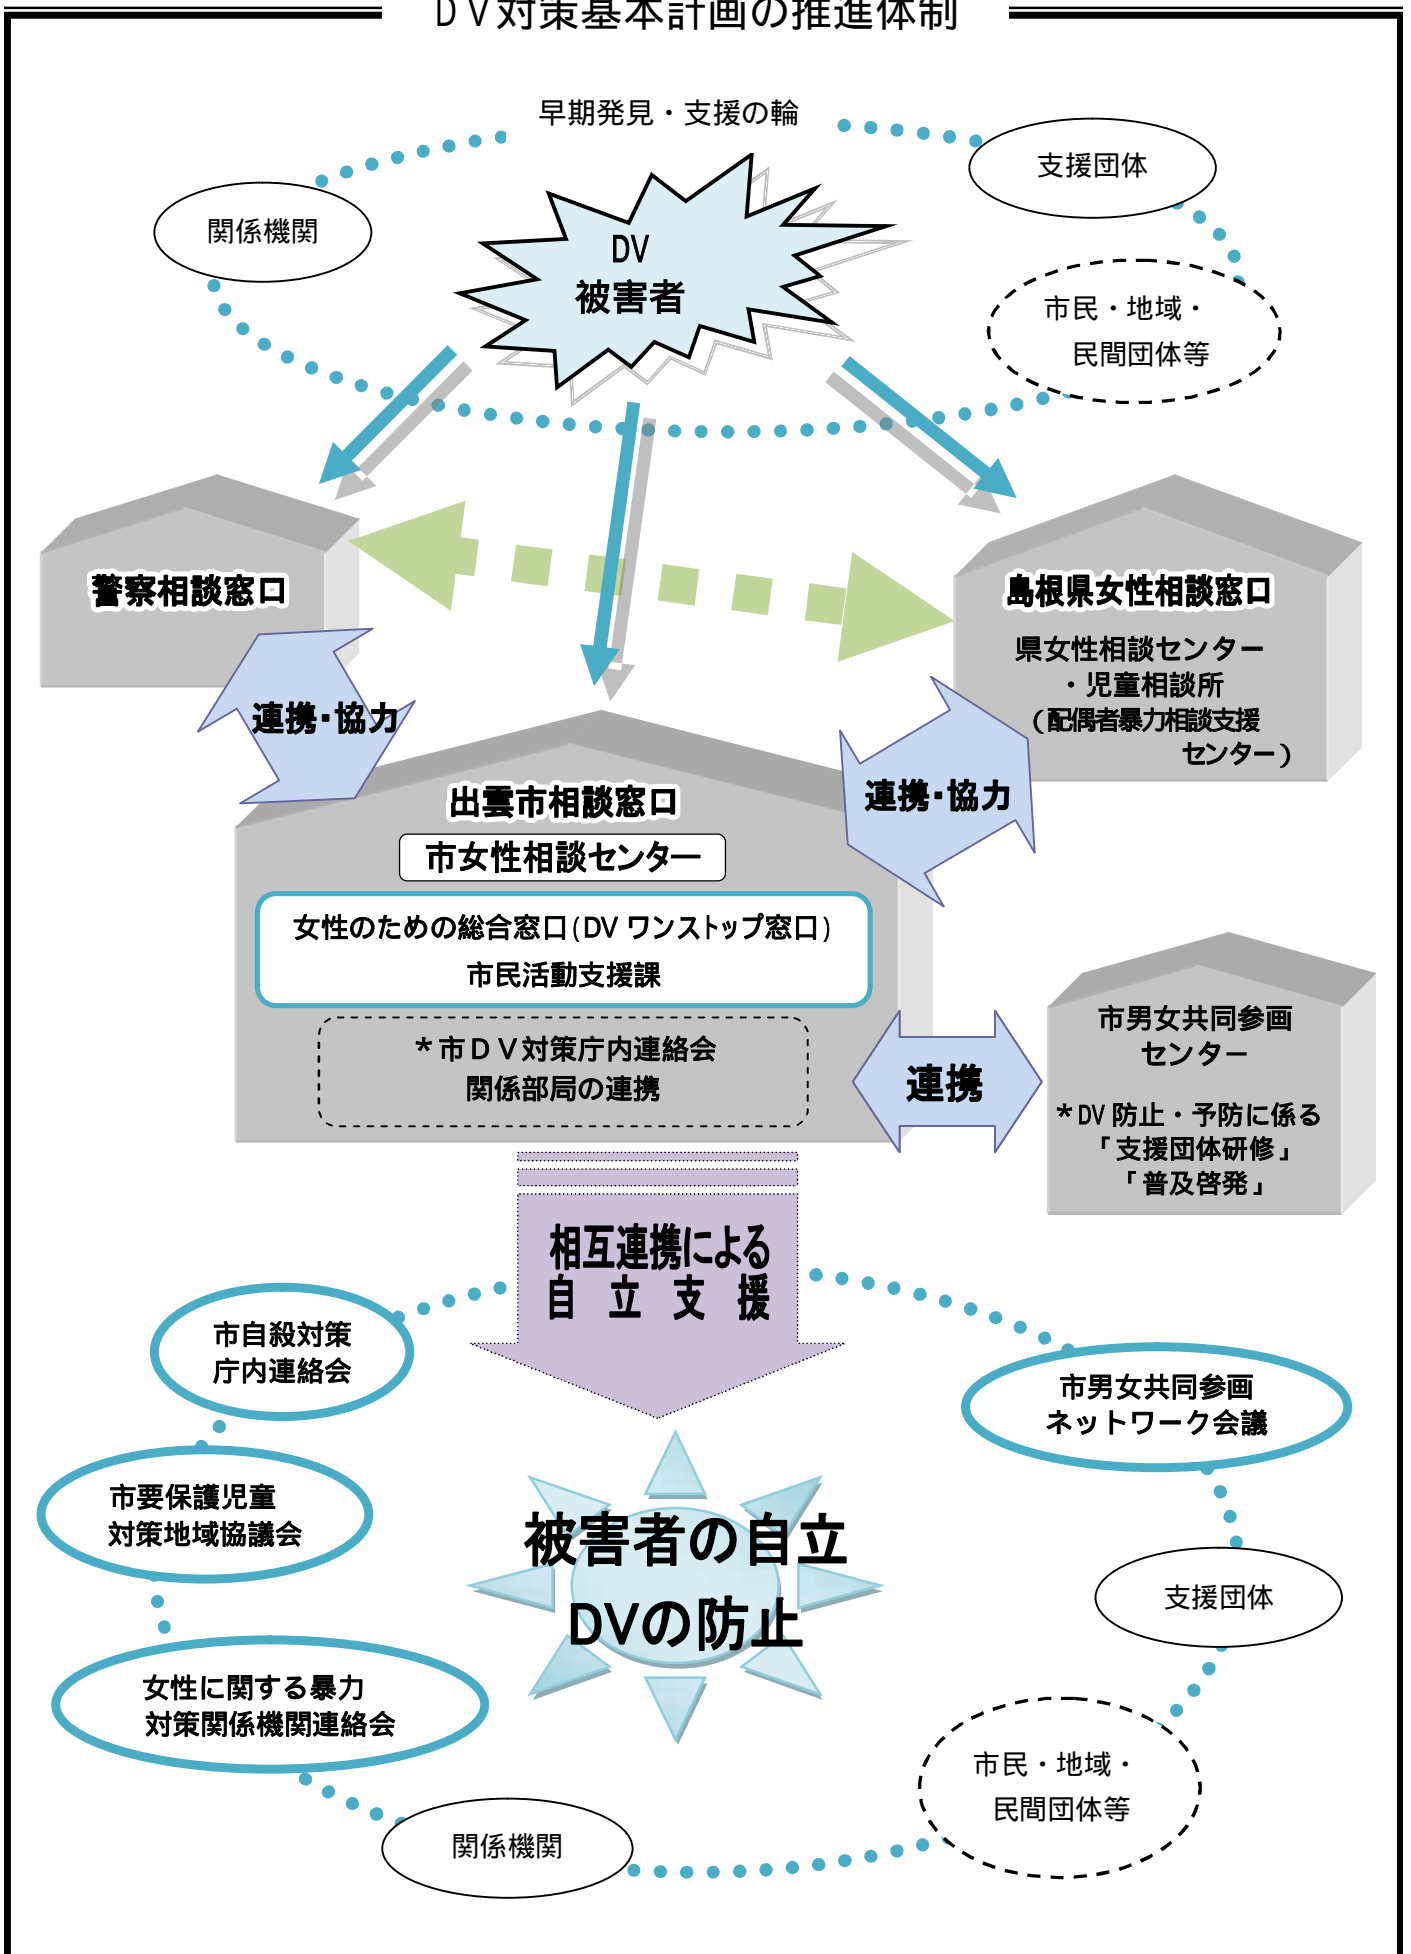 DV対策基本計画の推進体制
早期発見・支援の輪
支援団体
関係機関
DV
被害者
市民・地域・
民間団体等
警察相談窓口
島根県女性相談窓口
県女性相談センター
・児童相談所
(配偶者暴力相談支援
センター)
連携・協力
連携・協力
出雲市相談窓口
市女性相談センター
女性のための総合窓口(DVワンストップ窓口)
市民活動支援課
*市DV対策庁内連絡会
関係部局の連携
連携
市男女共同参画
センター
*DV防止・予防に係る
「支援団体研修」
「普及啓発」
相互連携による
自 立 支 援
市自殺対策
庁内連絡会
市男女共同参画
ネットワーク会議
市要保護児童
対策地域協議会
被害者の自立
DVの防止
支援団体
女性に関する暴力
対策関係機関連絡会
市民・地域・
民間団体等
関係機関